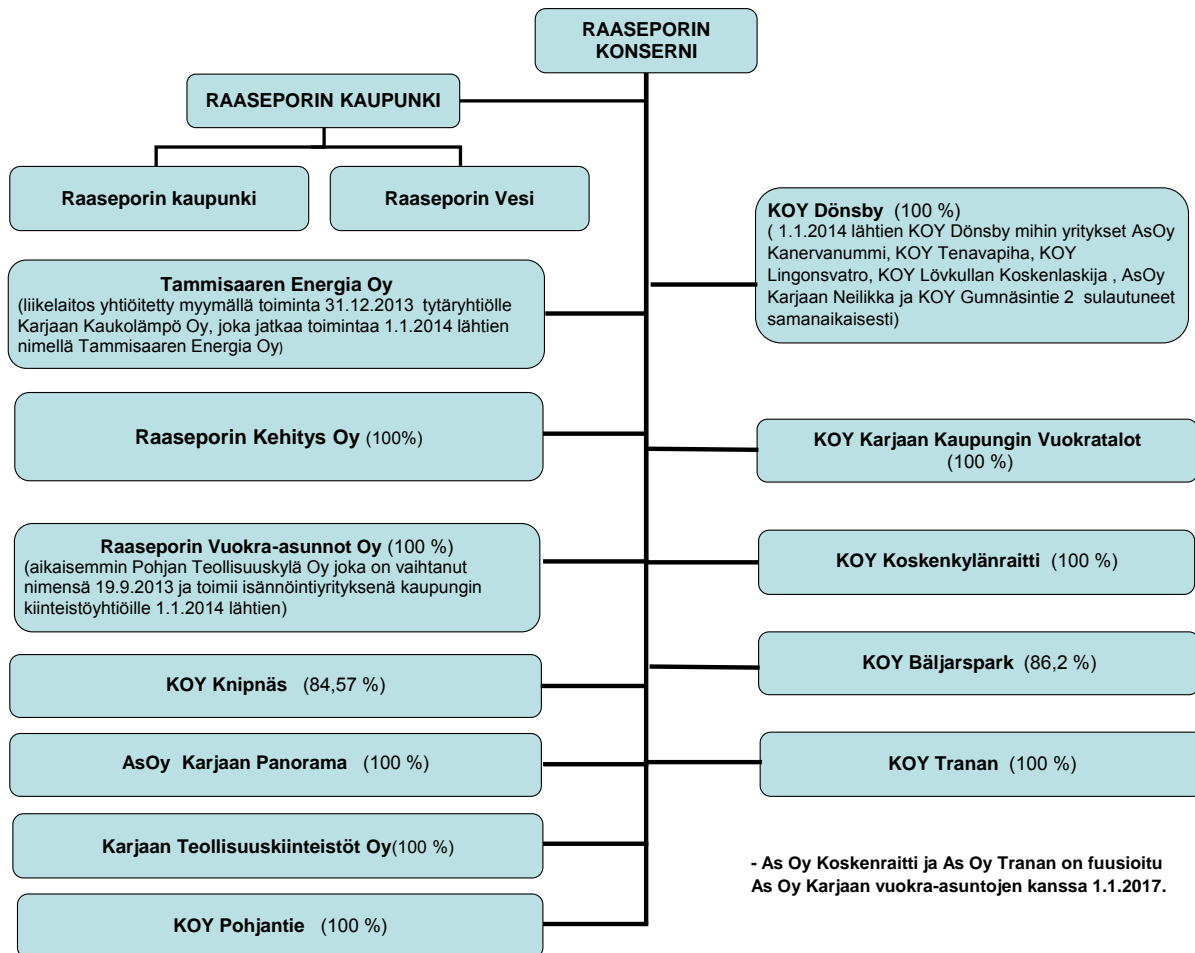 RAASEPORIN
KONSERNI
RAASEPORIN KAUPUNKI
Raaseporin kaupunki
Raaseporin Vesi
Tammisaaren Energia Oy
(liikelaitos yhtiöitetty myymällä toiminta 31.12.2013 tytäryhtiölle
Karjaan Kaukolämpö Oy, joka jatkaa toimintaa 1.1.2014 lähtien
nimellä Tammisaaren Energia Oy)
Raaseporin Kehitys Oy (100%)
Raaseporin Vuokra-asunnot Oy (100 %)
(aikaisemmin Pohjan Teollisuuskylä Oy joka on vaihtanut
nimensä 19.9.2013 ja toimii isännöintiyrityksenä kaupungin
kiinteistöyhtiöille 1.1.2014 lähtien)
KOY Knipnäs (84,57 %)
AsOy Karjaan Panorama (100 %)
Karjaan Teollisuuskiinteistöt Oy(100 %)
KOY Pohjantie (100 %)
KOY Dönsby (100 %)
( 1.1.2014 lähtien KOY Dönsby mihin yritykset AsOy
Kanervanummi, KOY Tenavapiha, KOY
Lingonsvatro, KOY Lövkullan Koskenlaskija , AsOy
Karjaan Neilikka ja KOY Gumnäsintie 2 sulautuneet
samanaikaisesti)
KOY Karjaan Kaupungin Vuokratalot
(100 %)
KOY Koskenkylänraitti (100 %)
KOY Bäljarspark (86,2 %)
KOY Tranan (100 %)
- As Oy Koskenraitti ja As Oy Tranan on fuusioitu
As Oy Karjaan vuokra-asuntojen kanssa 1.1.2017.